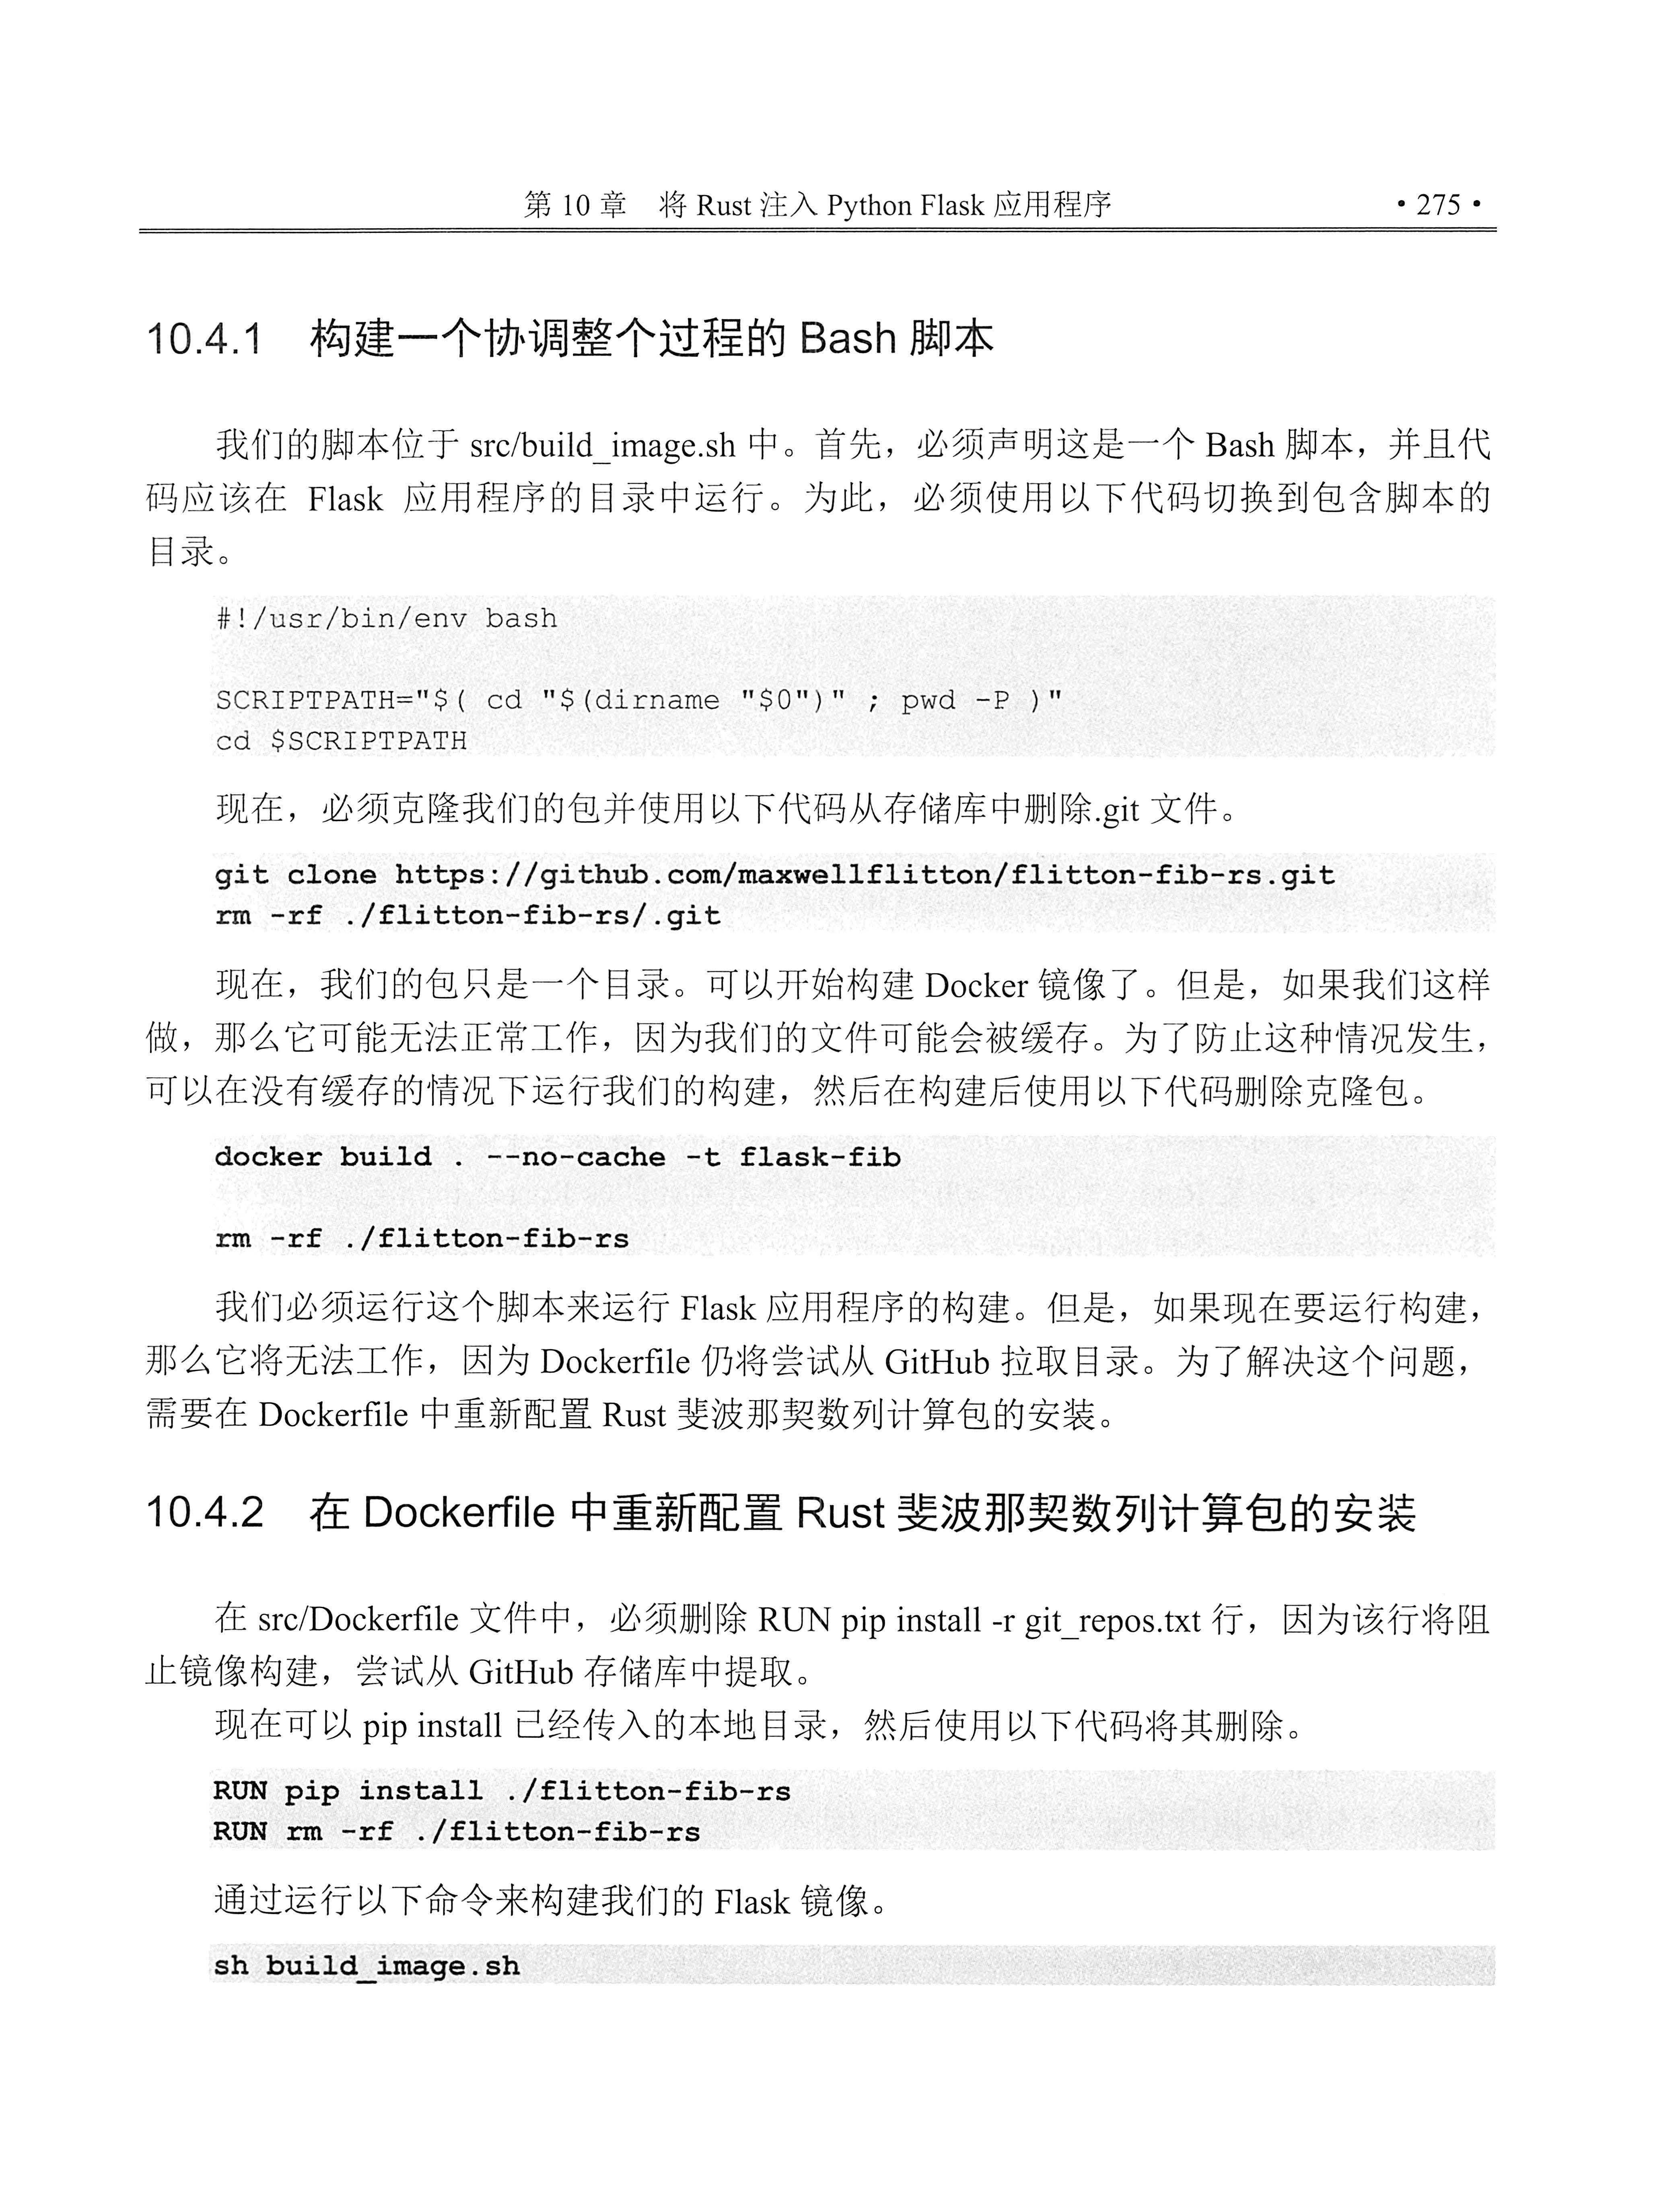 第 10 章　将 Rust 注入 Python Flask 应用程序 • 275 •
10.4.1　构建一个协调整个过程的 Bash 脚本
我们的脚本位于 src/build_image.sh 中。首先，必须声明这是一个 Bash 脚本，并且代
码应该在 Flask 应用程序的目录中运行。为此，必须使用以下代码切换到包含脚本的
目录。
#!/usr/bin/env bash
SCRIPTPATH="$( cd "$(dirname "$0")" ; pwd -P )"
cd $SCRIPTPATH
现在，必须克隆我们的包并使用以下代码从存储库中删除.git 文件。
git clone https://github.com/maxwellflitton/flitton-fib-rs.git
rm -rf ./flitton-fib-rs/.git
现在，我们的包只是一个目录。可以开始构建 Docker 镜像了。但是，如果我们这样
做，那么它可能无法正常工作，因为我们的文件可能会被缓存。为了防止这种情况发生，
可以在没有缓存的情况下运行我们的构建，然后在构建后使用以下代码删除克隆包。
docker build . --no-cache -t flask-fib
rm -rf ./flitton-fib-rs
我们必须运行这个脚本来运行 Flask 应用程序的构建。但是，如果现在要运行构建，
那么它将无法工作，因为 Dockerfile 仍将尝试从 GitHub 拉取目录。为了解决这个问题，
需要在 Dockerfile 中重新配置 Rust 斐波那契数列计算包的安装。
10.4.2　在 Dockerfile 中重新配置 Rust 斐波那契数列计算包的安装
在 src/Dockerfile 文件中，必须删除 RUN pip install -r git_repos.txt 行，因为该行将阻
止镜像构建，尝试从 GitHub 存储库中提取。
现在可以 pip install 已经传入的本地目录，然后使用以下代码将其删除。
RUN pip install ./flitton-fib-rs
RUN rm -rf ./flitton-fib-rs
通过运行以下命令来构建我们的 Flask 镜像。
sh build_image.sh